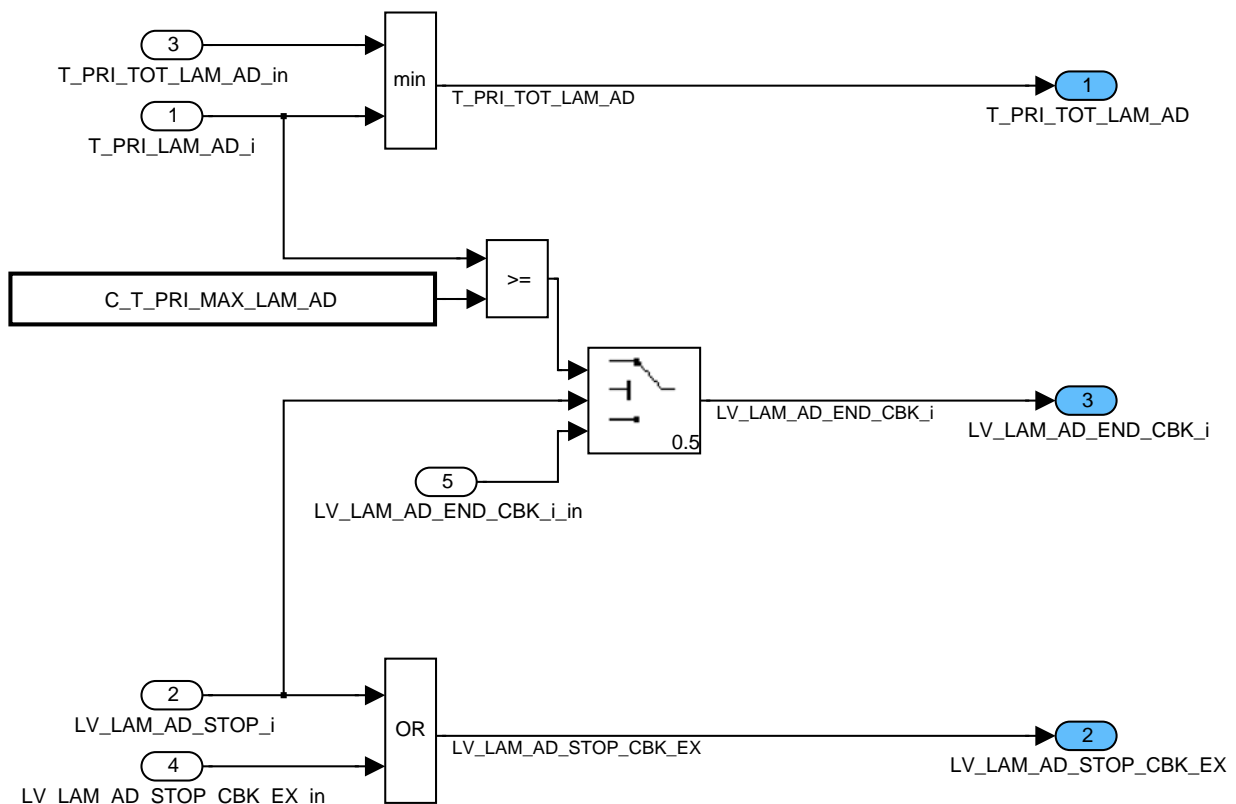 3
T_PRI_TOT_LAM_AD_in
1
T_PRI_LAM_AD_i
min
T_PRI_TOT_LAM_AD
1
T_PRI_TOT_LAM_AD
C_T_PRI_MAX_LAM_AD
>=
0.5
LV_LAM_AD_END_CBK_i
3
LV_LAM_AD_END_CBK_i
5
LV_LAM_AD_END_CBK_i_in
2
LV_LAM_AD_STOP_i
4
LV_LAM_AD_STOP_CBK_EX_in
OR
LV_LAM_AD_STOP_CBK_EX
2
LV_LAM_AD_STOP_CBK_EX